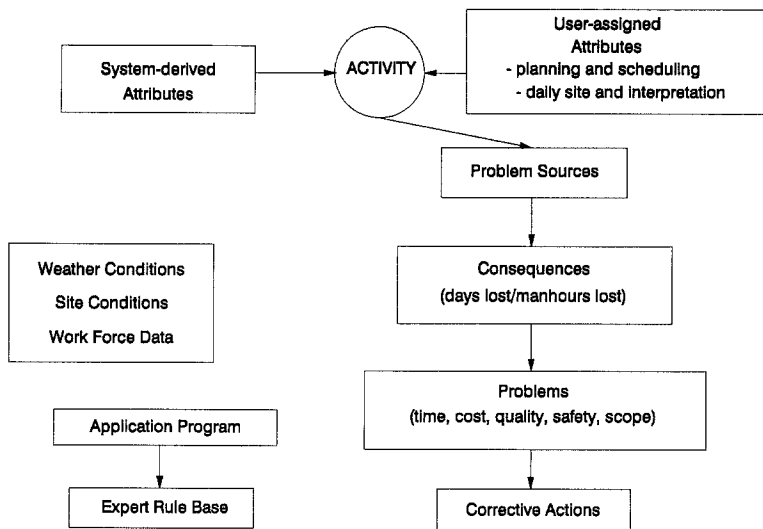 System-derived
Attributes
ACTIVITY
User-assigned
Attributes
- planning and scheduling
- daily site and interpretation
Problem Sources
Weather Conditions
Site Conditions
Work Force Data
Consequences
(days lost/manhours lost)
Problems
(time, cost, quality, safety, scope)
Application Program
Expert Rule Base
Corrective Actions